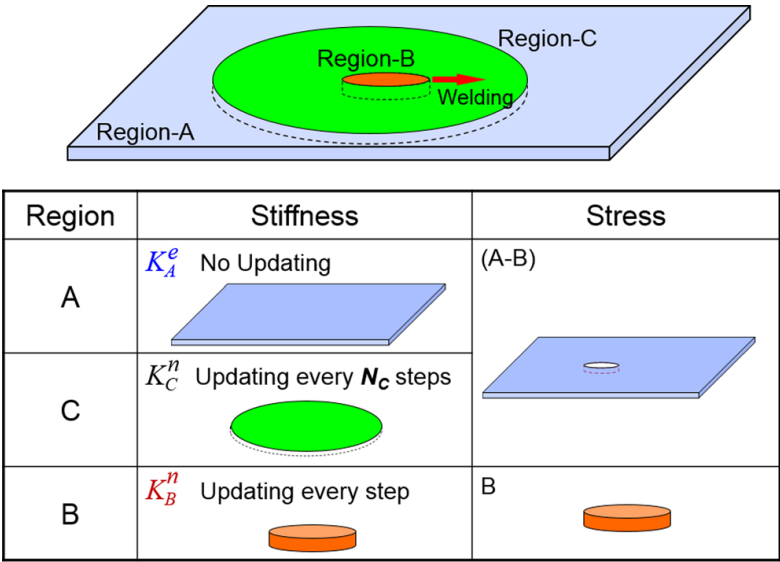 Region-C
Region-B
Welding
Region-A
Region Stiffness Stress
A
K_A^e No Updating
(A-B)
C
K_C^n Updating every N_C steps
B
K_B^n Updating every step
B